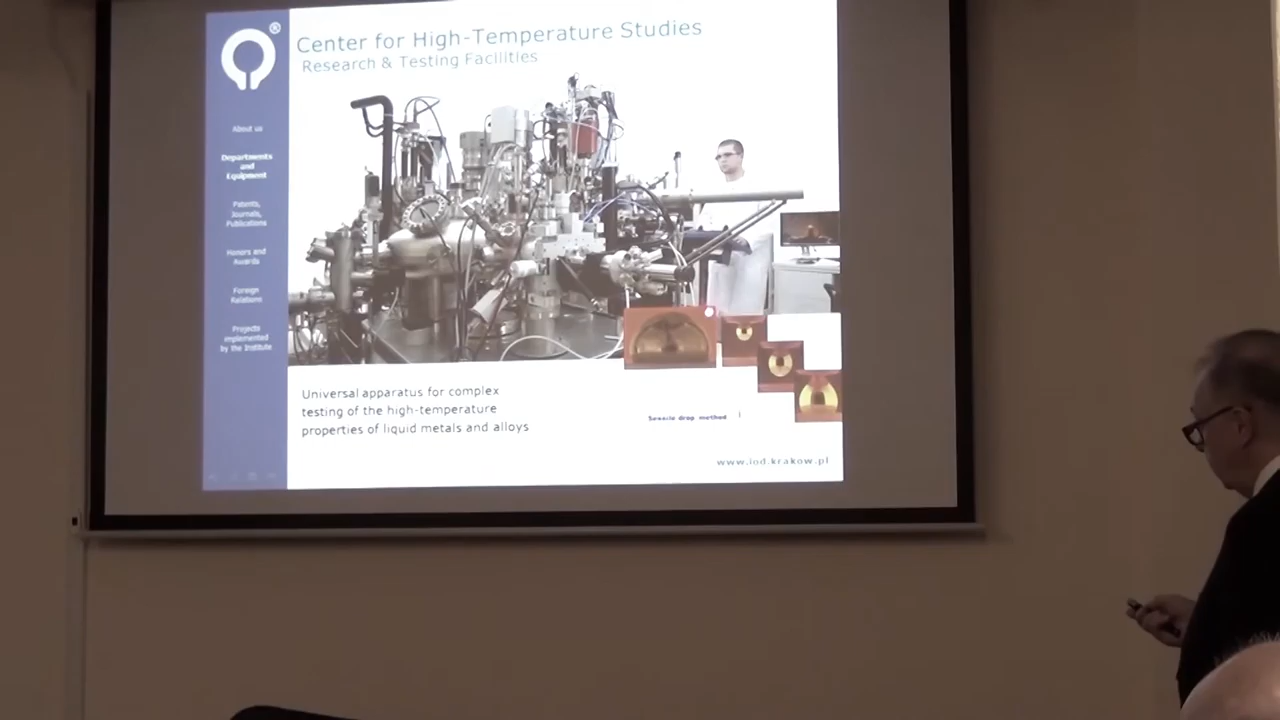 ®
Center for High-Temperature Studies
Research & Testing Facilities
About us
Departments
and
Equipment
Patents,
Journals,
Publications
Honors and
Awards
Foreign
Relations
Projects
implemented
by the Institute
Universal apparatus for complex
testing of the high-temperature
properties of liquid metals and alloys
drop method
www.iod.krakow.pl